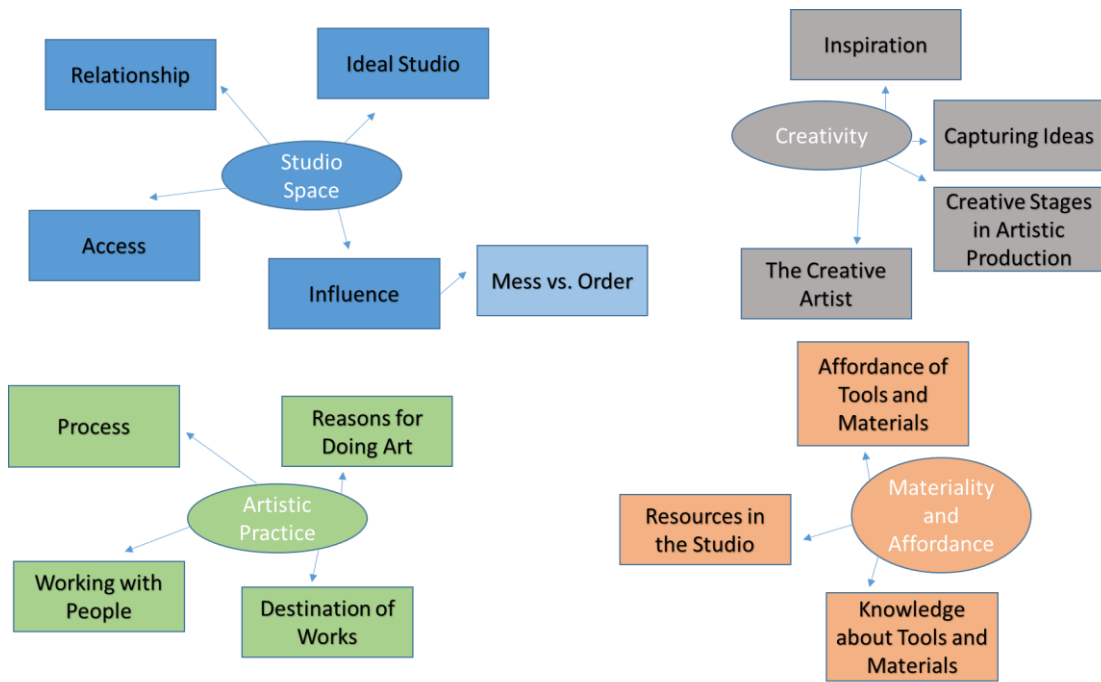 Relationship
Ideal Studio
Studio
Space
Access
Influence
Mess vs. Order
Inspiration
Creativity
Capturing Ideas
Creative Stages
in Artistic
Production
The Creative
Artist
Process
Reasons for
Doing Art
Artistic
Practice
Working with
People
Destination of
Works
Affordance of
Tools and
Materials
Materiality
and
Affordance
Resources in
the Studio
Knowledge
about Tools and
Materials